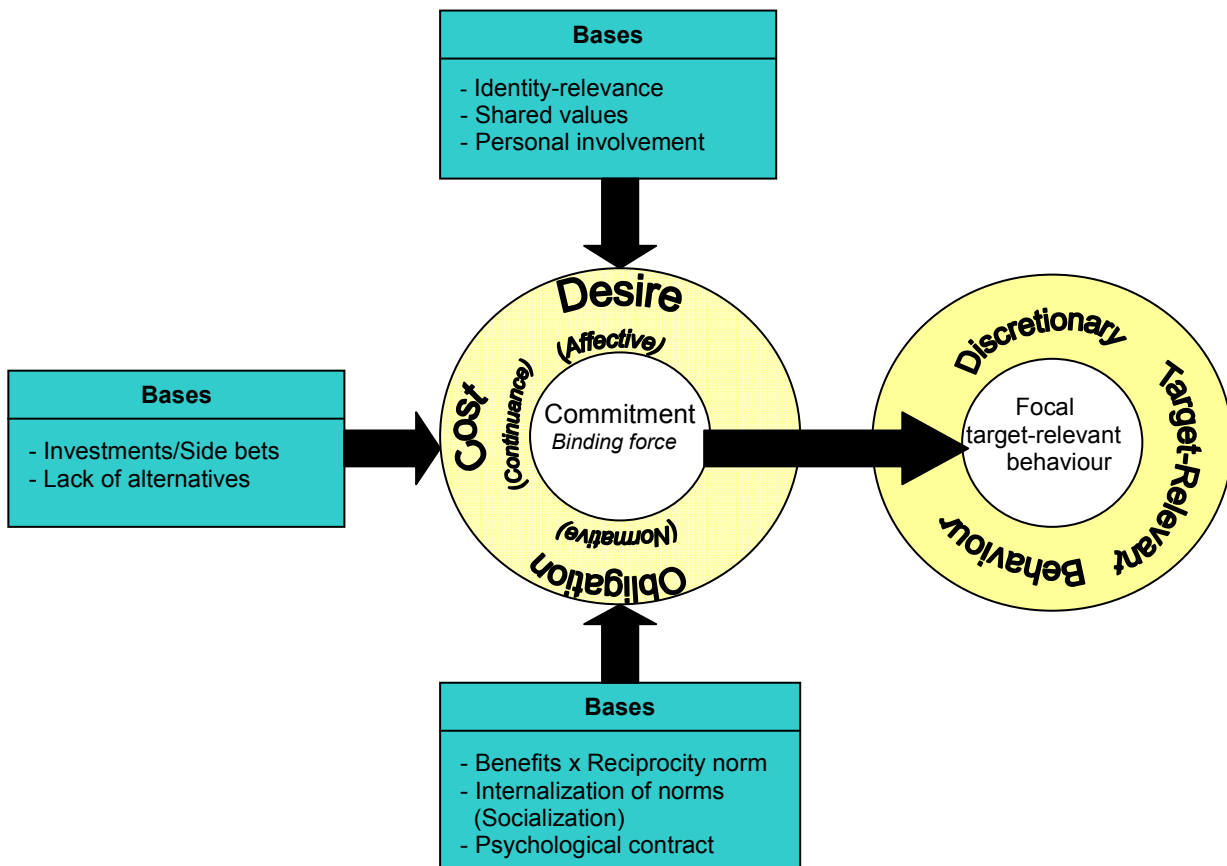 Bases
- Identity-relevance
- Shared values
- Personal involvement
Bases
- Investments/Side bets
- Lack of alternatives
Desire
(Affective)
Cost
(Continuance)
Commitment
Binding force
(Normative)
Obligation
Discretionary
Target-Relevant
Behaviour
Focal
target-relevant
behaviour
Bases
- Benefits x Reciprocity norm
- Internalization of norms
(Socialization)
- Psychological contract